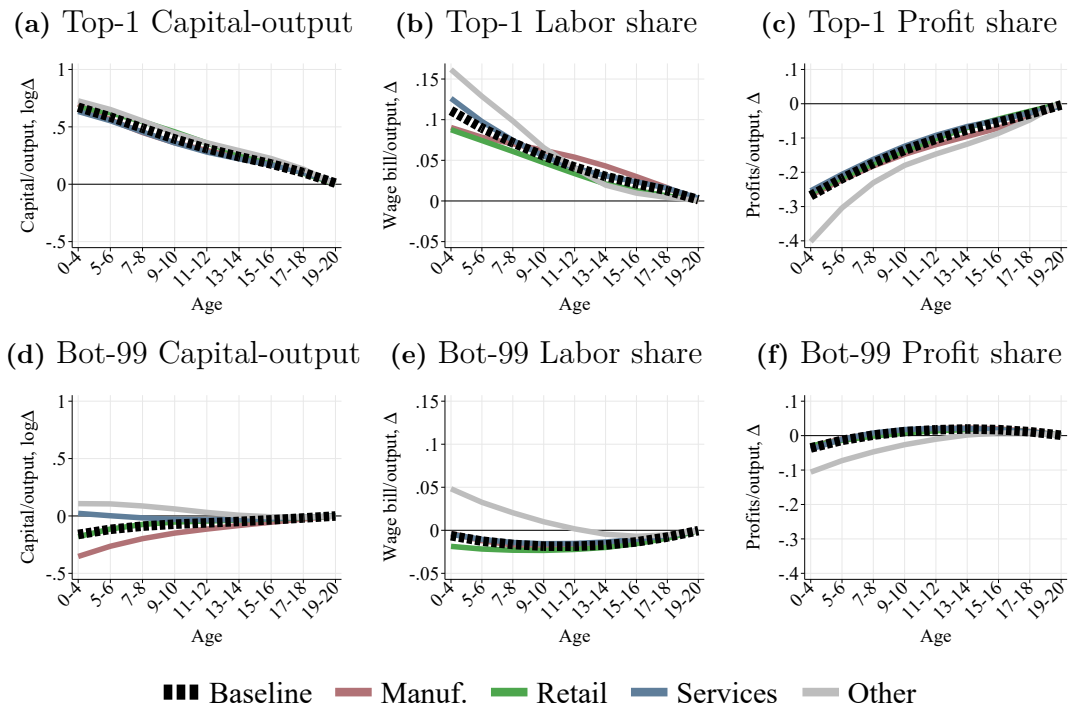 (a) Top-1 Capital-output
(b) Top-1 Labor share
(c) Top-1 Profit share
Capital/output, logΔ
1
.5
0
-.5
0-4 5-6 7-8 9-10 11-12 13-14 15-16 17-18 19-20
Age
Wage bill/output, Δ
.15
.1
.05
0
-.05
0-4 5-6 7-8 9-10 11-12 13-14 15-16 17-18 19-20
Age
Profits/output, Δ
.1
0
-.1
-.2
-.3
-.4
0-4 5-6 7-8 9-10 11-12 13-14 15-16 17-18 19-20
Age
(d) Bot-99 Capital-output
(e) Bot-99 Labor share
(f) Bot-99 Profit share
Capital/output, logΔ
1
.5
0
-.5
0-4 5-6 7-8 9-10 11-12 13-14 15-16 17-18 19-20
Age
Wage bill/output, Δ
.15
.1
.05
0
-.05
0-4 5-6 7-8 9-10 11-12 13-14 15-16 17-18 19-20
Age
Profits/output, Δ
.1
0
-.1
-.2
-.3
-.4
0-4 5-6 7-8 9-10 11-12 13-14 15-16 17-18 19-20
Age
Baseline Manuf. Retail Services Other